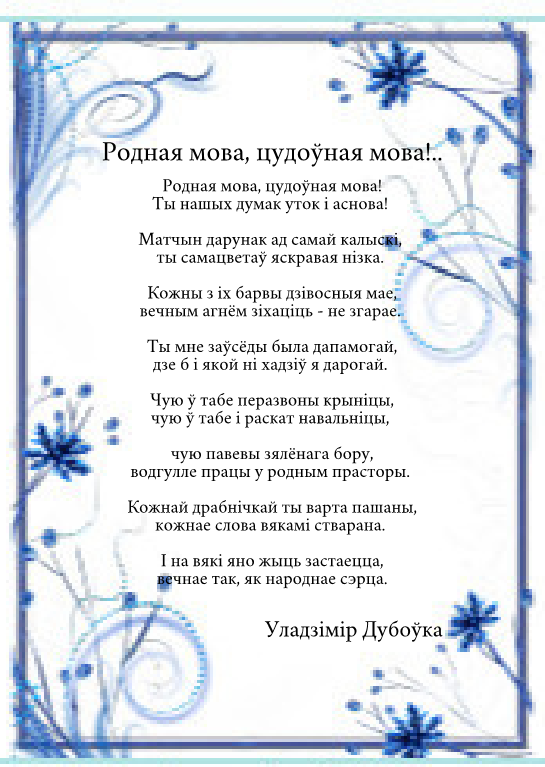 Родная мова, цудоўная мова!..
Родная мова, цудоўная мова!
Ты нашых думак уток і аснова!
Матчын дарунак ад самай калыскі,
ты самацветаў яскравая нізка.
Кожны з іх барвы дзівосныя мае,
вечным агнём зіхаціць - не згарае.
Ты мне заўсёды была дапамогай,
дзе б і якой ні хадзіў я дарогай.
Чую ў табе перазвоны крыніцы,
чую ў табе і раскат навальніцы,
чую павевы зялёнага бору,
водгулле працы у родным прасторы.
Кожнай драбнічкай ты варта пашаны,
кожнае слова вякамі стварана.
І на вякі яно жыць застаецца,
вечнае так, як народнае сэрца.
Уладзімір Дубоўка